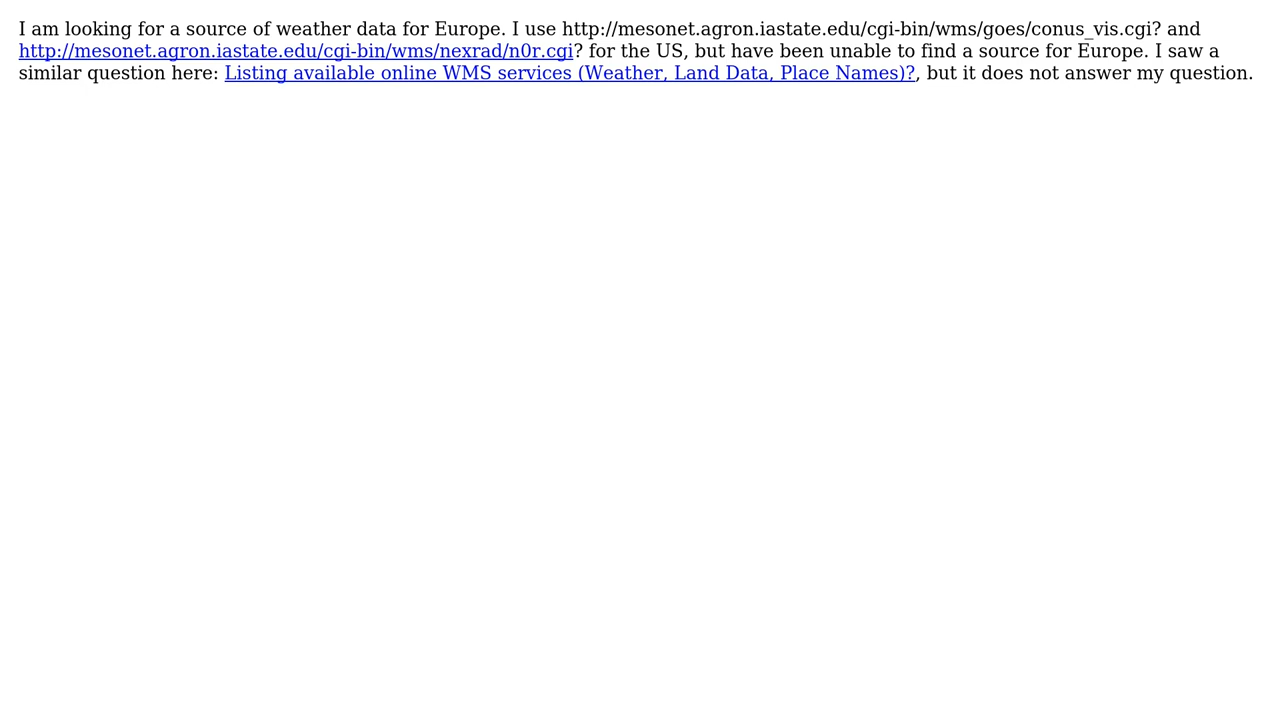 I am looking for a source of weather data for Europe. I use http://mesonet.agron.iastate.edu/cgi-bin/wms/goes/conus_vis.cgi? and
http://mesonet.agron.iastate.edu/cgi-bin/wms/nexrad/n0r.cgi? for the US, but have been unable to find a source for Europe. I saw a
similar question here: Listing available online WMS services (Weather, Land Data, Place Names)?, but it does not answer my question.